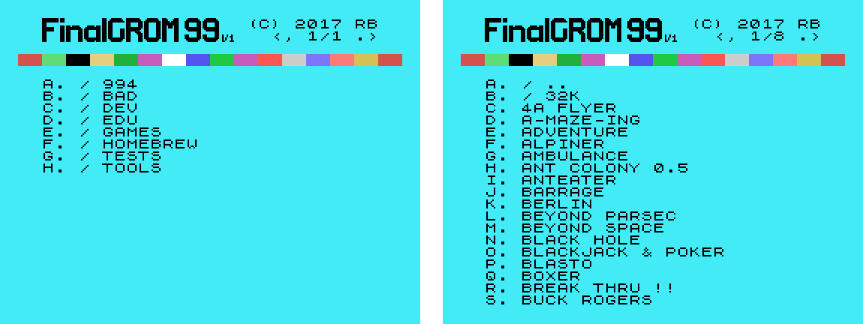 FinalGROM 99 V1 (C) 2017 RB
<, 1/1 .>
A. / 994
B. / BAD
C. / DEV
D. / EDU
E. / GAMES
F. / HOMEBREW
G. / TESTS
H. / TOOLS
FinalGROM 99 V1 (C) 2017 RB
<, 1/8 .>
A. / ..
B. / 32K
C. 4A FLYER
D. A-MAZE-ING
E. ADVENTURE
F. ALPINER
G. AMBULANCE
H. ANT COLONY 0.5
I. ANTEATER
J. BARRAGE
K. BERLIN
L. BEYOND PARSEC
M. BEYOND SPACE
N. BLACK HOLE
O. BLACKJACK & POKER
P. BLASTO
Q. BOXER
R. BREAK THRU !!
S. BUCK ROGERS